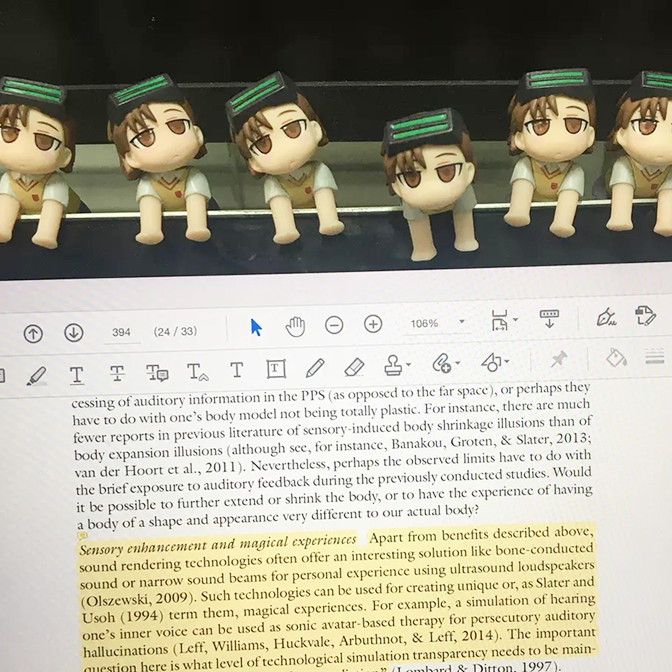 394 (24 / 33) 106%
cessing of auditory information in the PPS (as opposed to the far space), or perhaps they
have to do with one's body model not being totally plastic. For instance, there are much
fewer reports in previous literature of sensory-induced body shrinkage illusions than of
body expansion illusions (although see, for instance, Banakou, Groten, & Slater, 2013;
van der Hoort et al., 2011). Nevertheless, perhaps the observed limits have to do with
the brief exposure to auditory feedback during the previously conducted studies. Would
it be possible to further extend or shrink the body, or to have the experience of having
a body of a shape and appearance very different to our actual body?
Sensory enhancement and magical experiences Apart from benefits described above,
sound rendering technologies often offer an interesting solution like bone-conducted
sound or narrow sound beams for personal experience using ultrasound loudspeakers
(Olszewski, 2009). Such technologies can be used for creating unique or, as Slater and
Usoh (1994) term them, magical experiences. For example, a simulation of hearing
one's inner voice can be used as sonic avatar-based therapy for persecutory auditory
hallucinations (Leff, Williams, Huckvale, Arbuthnot, & Leff, 2014). The important
question here is what level of technological simulation transparency needs to be main-
(Lombard & Ditton, 1997).